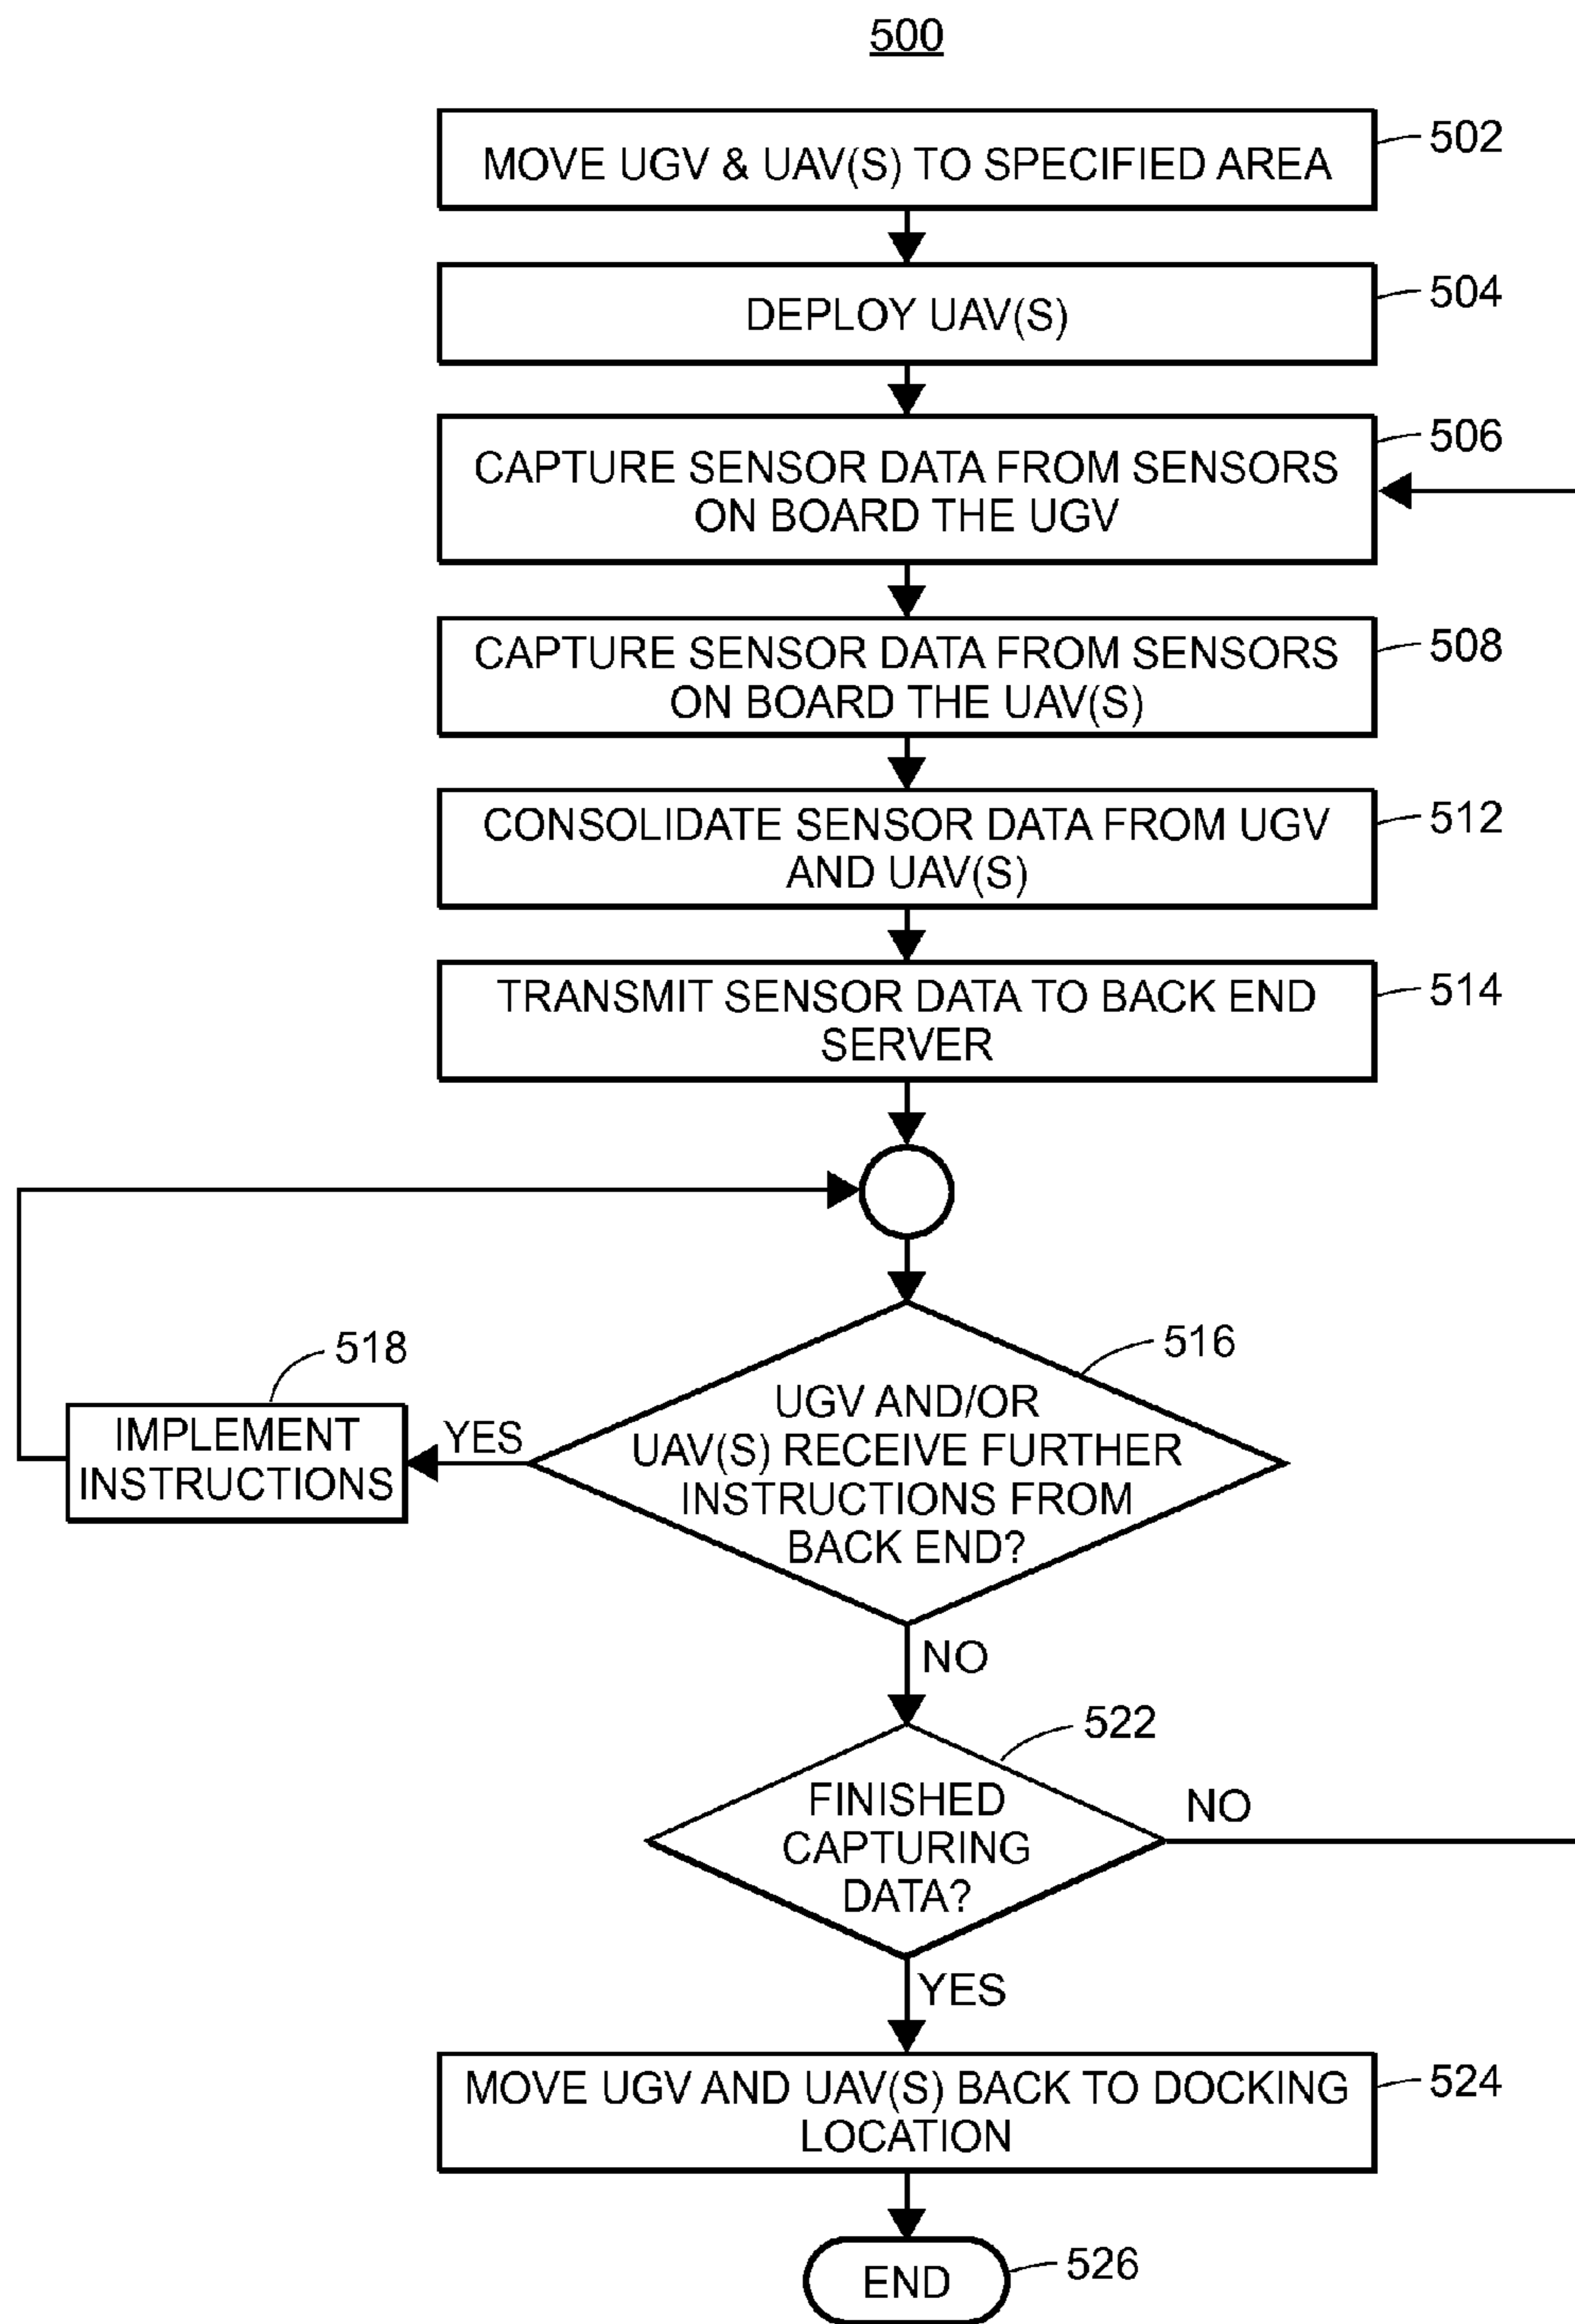 500
MOVE UGV & UAV(S) TO SPECIFIED AREA
502
DEPLOY UAV(S)
504
CAPTURE SENSOR DATA FROM SENSORS
ON BOARD THE UGV
506
CAPTURE SENSOR DATA FROM SENSORS
ON BOARD THE UAV(S)
508
CONSOLIDATE SENSOR DATA FROM UGV
AND UAV(S)
512
TRANSMIT SENSOR DATA TO BACK END
SERVER
514
516
UGV AND/OR
UAV(S) RECEIVE FURTHER
INSTRUCTIONS FROM
BACK END?
YES
518
IMPLEMENT
INSTRUCTIONS
NO
522
FINISHED
CAPTURING
DATA?
NO
YES
MOVE UGV AND UAV(S) BACK TO DOCKING
LOCATION
524
END
526